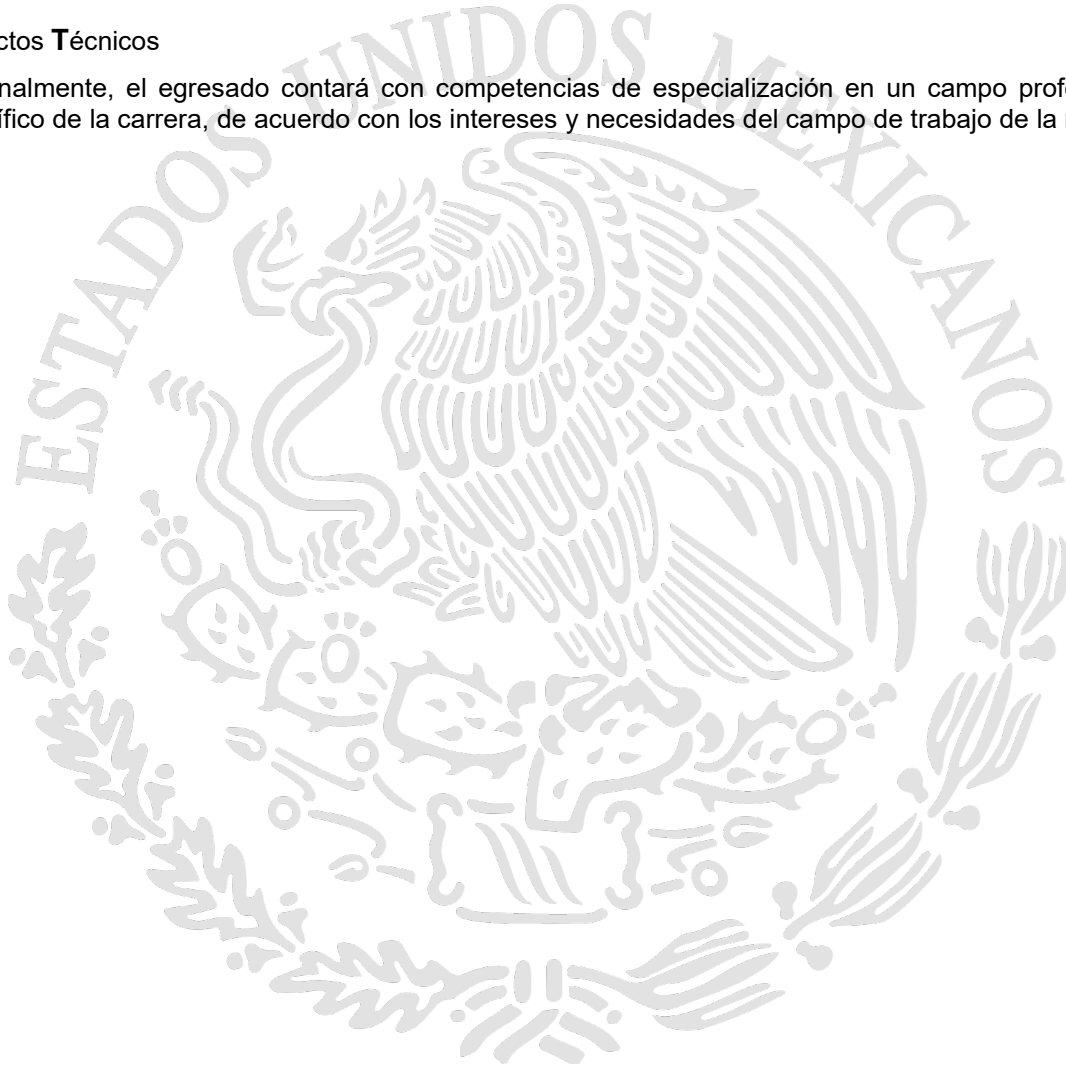 ctos Técnicos
nalmente, el egresado contará con competencias de especialización en un campo profe
ífico de la carrera, de acuerdo con los intereses y necesidades del campo de trabajo de la
ESTADOS UNIDOS MEXICANOS